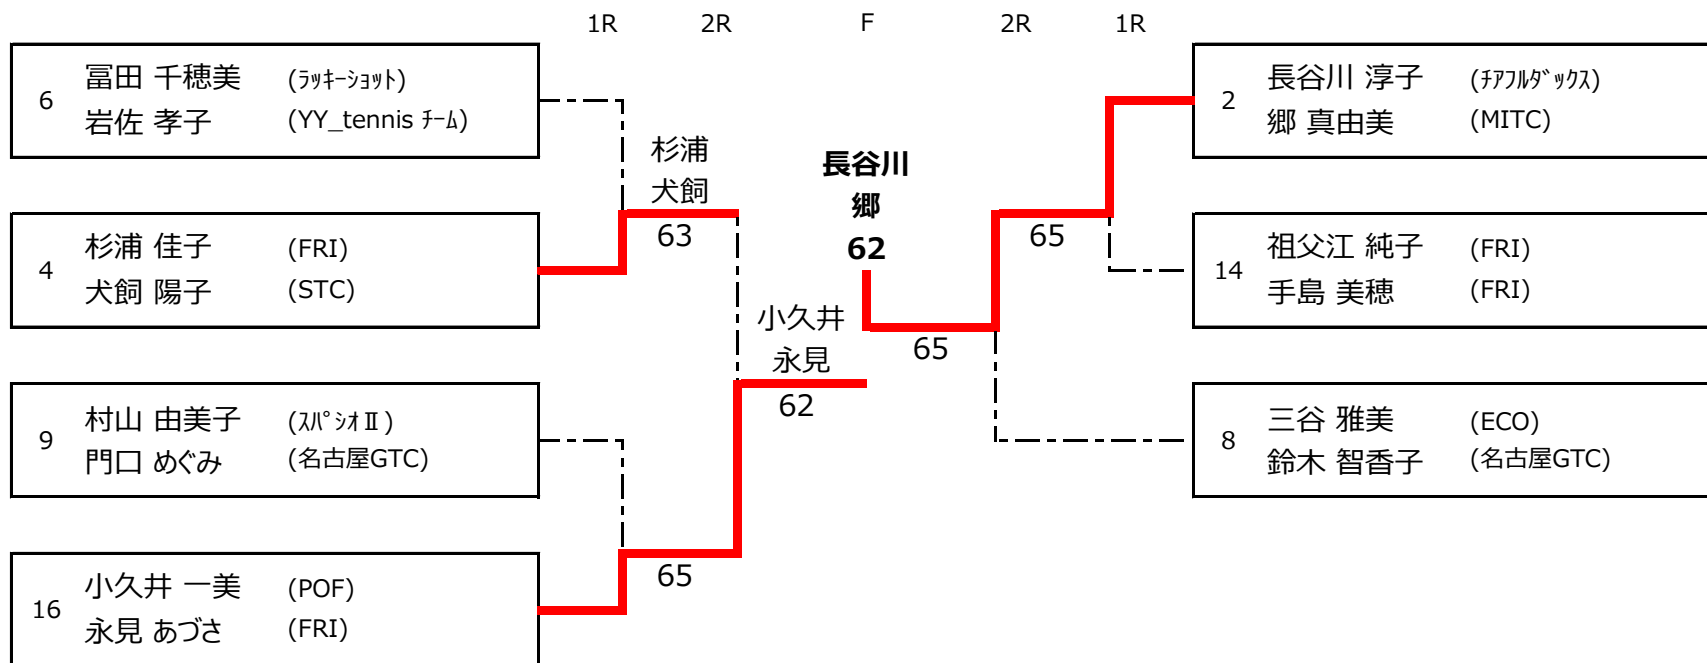 1R 2R F 2R 1R
6 冨田 千穂美 (ﾗｯｷｰｼｮｯﾄ)
岩佐 孝子 (YY_tennis ﾁｰﾑ)
4 杉浦 佳子 (FRI)
犬飼 陽子 (STC)
9 村山 由美子 (ｽﾊﾟｼｵⅡ)
門口 めぐみ (名古屋GTC)
16 小久井 一美 (POF)
永見 あづさ (FRI)
杉浦
犬飼
63
65
小久井
永見
62
長谷川
郷
62
65
65
2 長谷川 淳子 (ﾁｱﾌﾙﾀﾞｯｸｽ)
郷 真由美 (MITC)
14 祖父江 純子 (FRI)
手島 美穂 (FRI)
8 三谷 雅美 (ECO)
鈴木 智香子 (名古屋GTC)